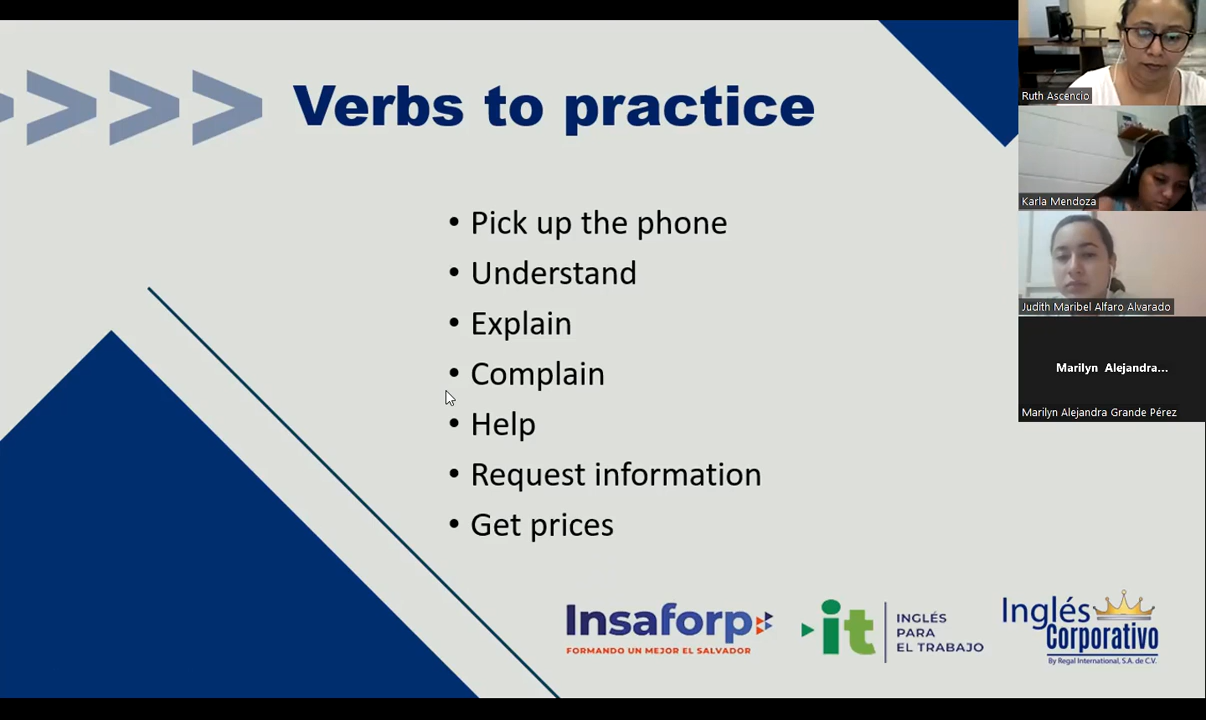 Verbs to practice
• Pick up the phone
• Understand
• Explain
• Complain
• Help
• Request information
• Get prices
Insaforp
FORMANDO UN MEJOR EL SALVADOR
it
INGLÉS
PARA
EL TRABAJO
Inglés
Corporativo
By Regal International, S.A. de C.V.
Ruth Ascencio
Karla Mendoza
Judith Maribel Alfaro Alvarado
Marilyn Alejandra...
Marilyn Alejandra Grande Pérez